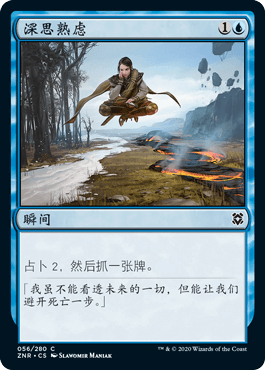 深思熟虑 1
瞬间
占卜2，然后抓一张牌。
「我虽不能看透未来的一切，但能让我们
避开死亡一步。」
056/280 C
ZNR • CS SLAWOMIR MANIAK
™ & © 2020 Wizards of the Coast